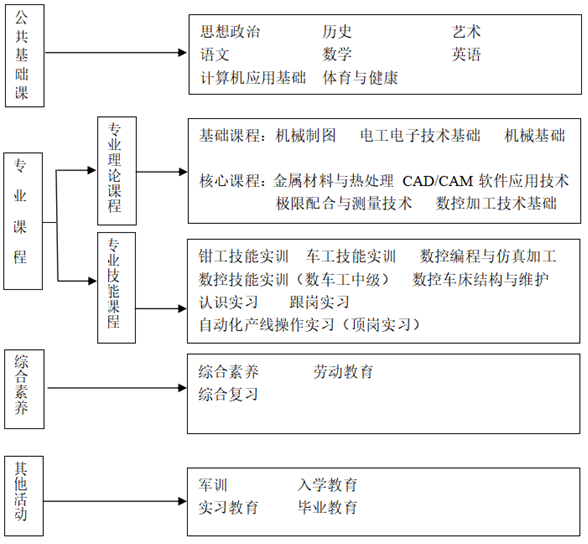 公共基础课
思想政治 历史 艺术
语文 数学 英语
计算机应用基础 体育与健康
专业课程
专业理论课程
基础课程：机械制图 电工电子技术基础 机械基础
核心课程：金属材料与热处理 CAD/CAM 软件应用技术
极限配合与测量技术 数控加工技术基础
专业技能课程
钳工技能实训 车工技能实训 数控编程与仿真加工
数控技能实训（数车工中级） 数控车床结构与维护
认识实习 跟岗实习
自动化产线操作实习（顶岗实习）
综合素养
综合素养 劳动教育
综合复习
其他活动
军训 入学教育
实习教育 毕业教育